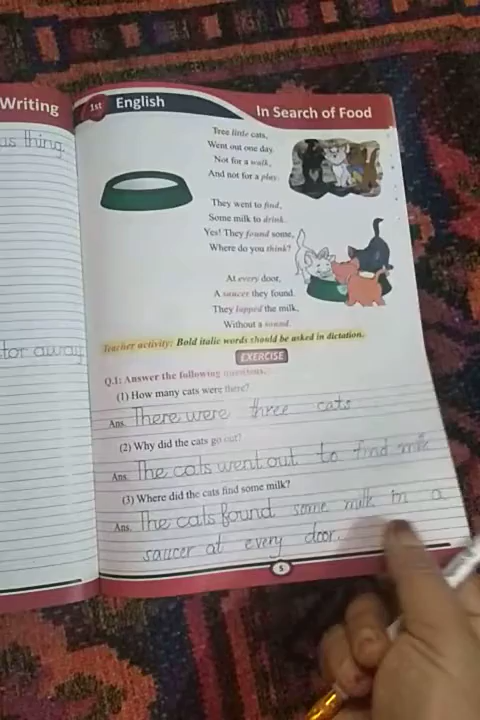 Writing
as thing.
tor away
1st English
In Search of Food
Tree little cats,
Went out one day.
Not for a walk,
And not for a play.
They went to find,
Some milk to drink.
Yes! They found some,
Where do you think?
At every door,
A saucer they found.
They lapped the milk,
Without a sound.
Teacher activity: Bold italic words should be asked in dictation.
EXERCISE
Q.1: Answer the following questions.
(1) How many cats were there?
Ans. There were three cats
(2) Why did the cats go out?
Ans. The cats went out to find milk
(3) Where did the cats find some milk?
Ans. The cats found some milk in a
saucer at every door.
5